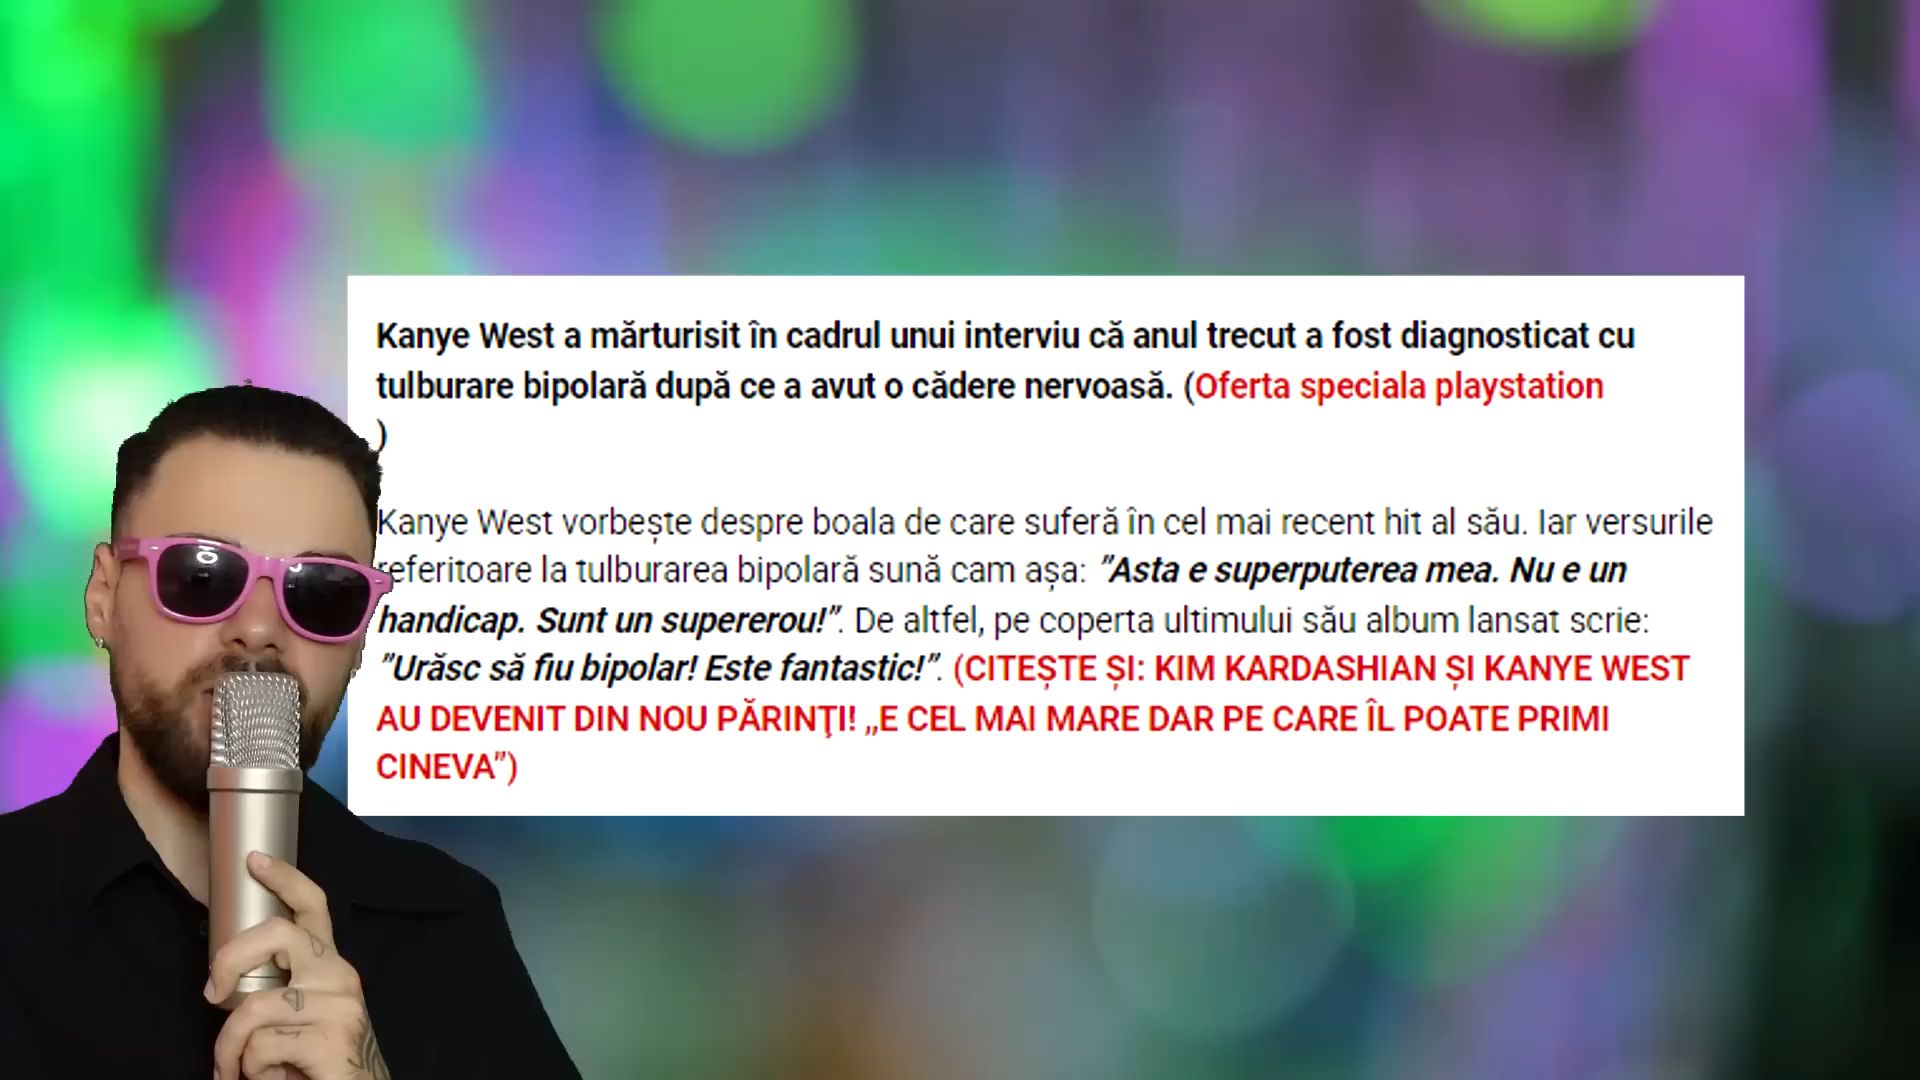 Kanye West a mărturisit în cadrul unui interviu că anul trecut a fost diagnosticat cu
tulburare bipolară după ce a avut o cădere nervoasă. (Oferta speciala playstation
)
Kanye West vorbește despre boala de care suferă în cel mai recent hit al său. Iar versurile
referitoare la tulburarea bipolară sună cam așa: ”Asta e superputerea mea. Nu e un
handicap. Sunt un supererou!”. De altfel, pe coperta ultimului său album lansat scrie:
”Urăsc să fiu bipolar! Este fantastic!”. (CITEȘTE ȘI: KIM KARDASHIAN ȘI KANYE WEST
AU DEVENIT DIN NOU PĂRINŢI! „E CEL MAI MARE DAR PE CARE ÎL POATE PRIMI
CINEVA”)